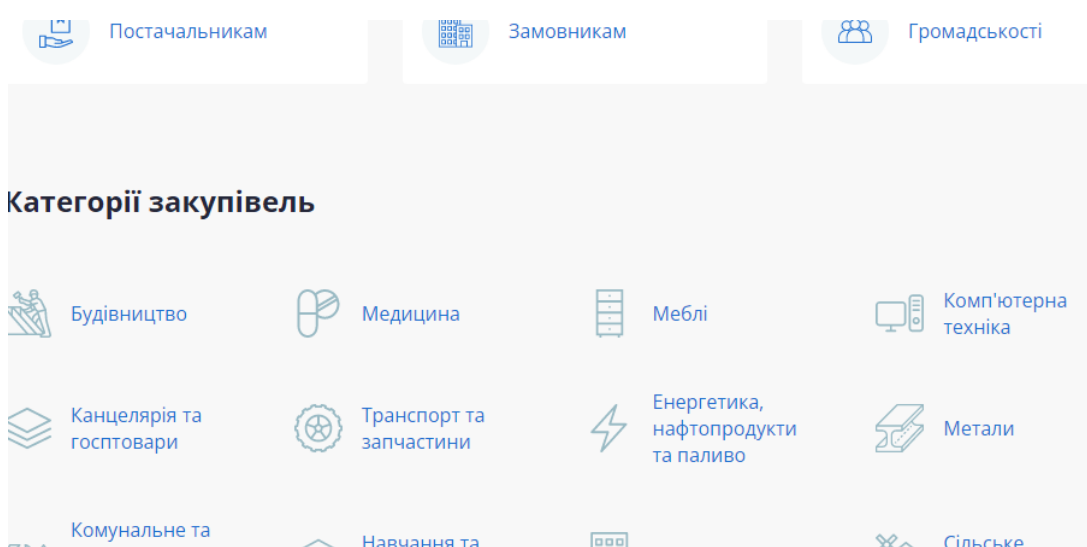 Постачальникам
Замовникам
Громадськості
Категорії закупівель
Будівництво
Медицина
Меблі
Комп'ютерна
техніка
Канцелярія та
госптовари
Транспорт та
запчастини
Енергетика,
нафтопродукти
та паливо
Метали
Комунальне та
Навчання та
Сільське